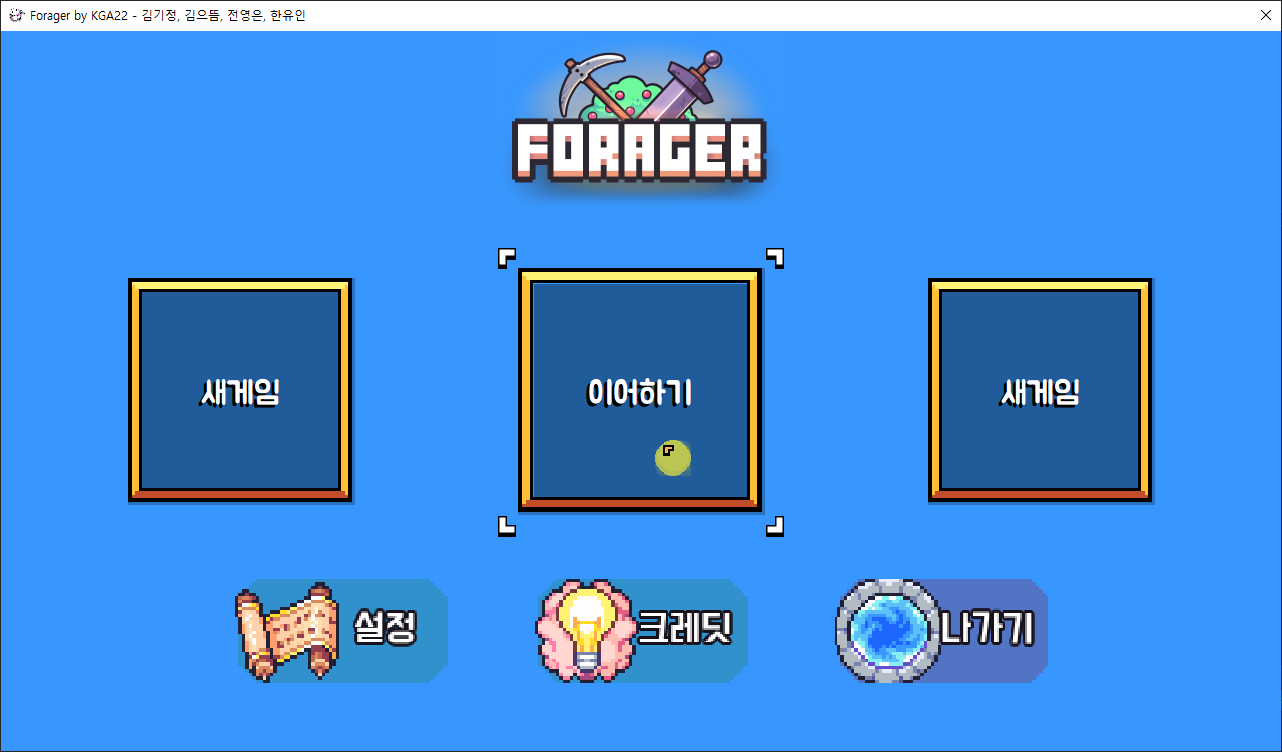 Forager by KGA22 - 김기정, 김으뜸, 전영은, 한유인
FORAGER
새게임
이어하기
새게임
설정
크레딧
나가기